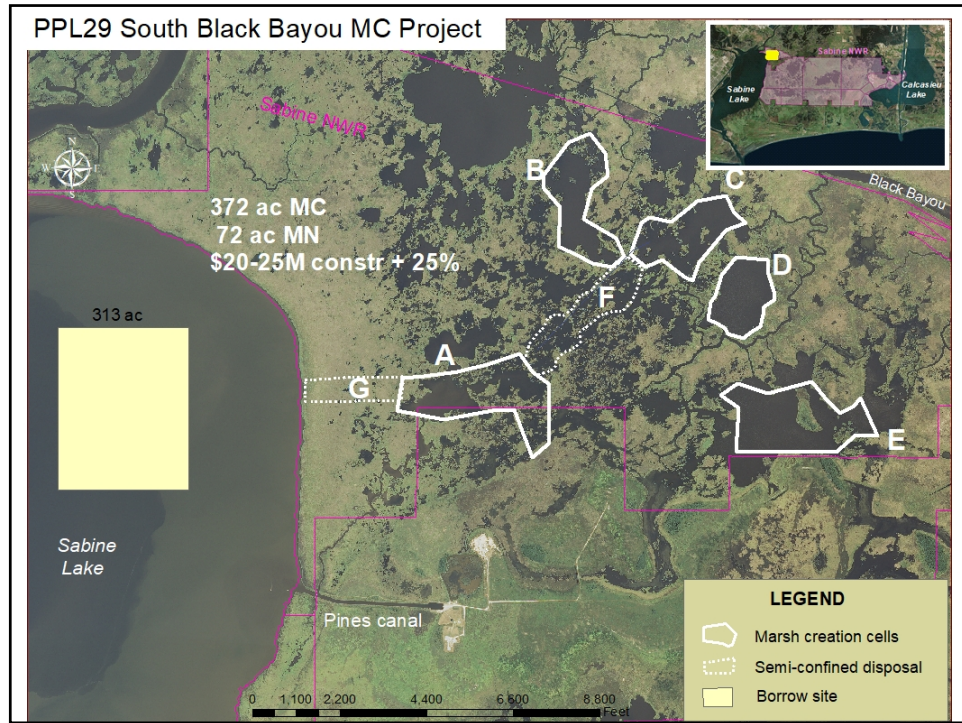 PPL29 South Black Bayou MC Project
Sabine NWR
Sabine Lake
Calcasieu Lake
Sabine NWR
N
W E
S
B
C
Black Bayou
372 ac MC
72 ac MN
$20-25M constr + 25%
D
F
313 ac
A
G
E
Sabine
Lake
Pines canal
LEGEND
Marsh creation cells
Semi-confined disposal
Borrow site
0 1,100 2,200 4,400 6,600 8,800
Feet